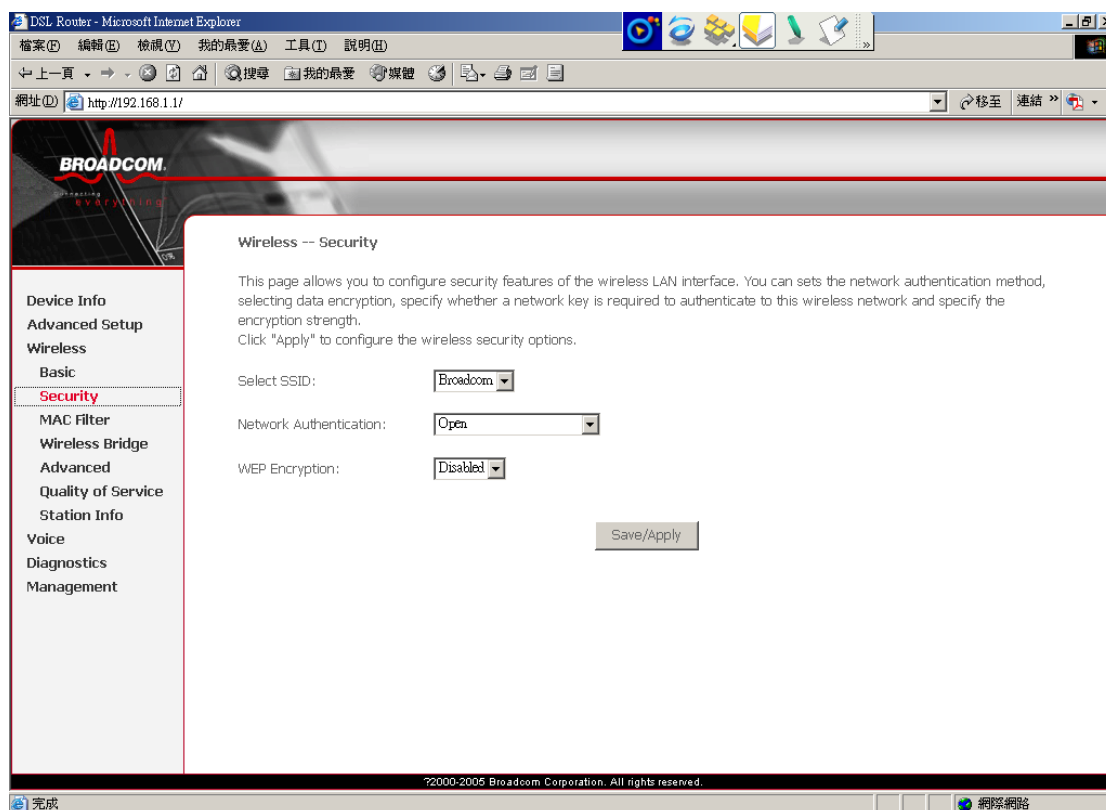 DSL Router - Microsoft Internet Explorer
檔案(F) 編輯(E) 檢視(V) 我的最愛(A) 工具(T) 說明(H)
上一頁 搜尋 我的最愛 媒體
網址(D) http://192.168.1.1/ 移至 連結
BROADCOM.
Connecting
everything
Wireless -- Security
This page allows you to configure security features of the wireless LAN interface. You can sets the network authentication method,
selecting data encryption, specify whether a network key is required to authenticate to this wireless network and specify the
encryption strength.
Click "Apply" to configure the wireless security options.
Select SSID: Broadcom
Network Authentication: Open
WEP Encryption: Disabled
Save/Apply
Device Info
Advanced Setup
Wireless
Basic
Security
MAC Filter
Wireless Bridge
Advanced
Quality of Service
Station Info
Voice
Diagnostics
Management
?2000-2005 Broadcom Corporation. All rights reserved.
完成 網際網路